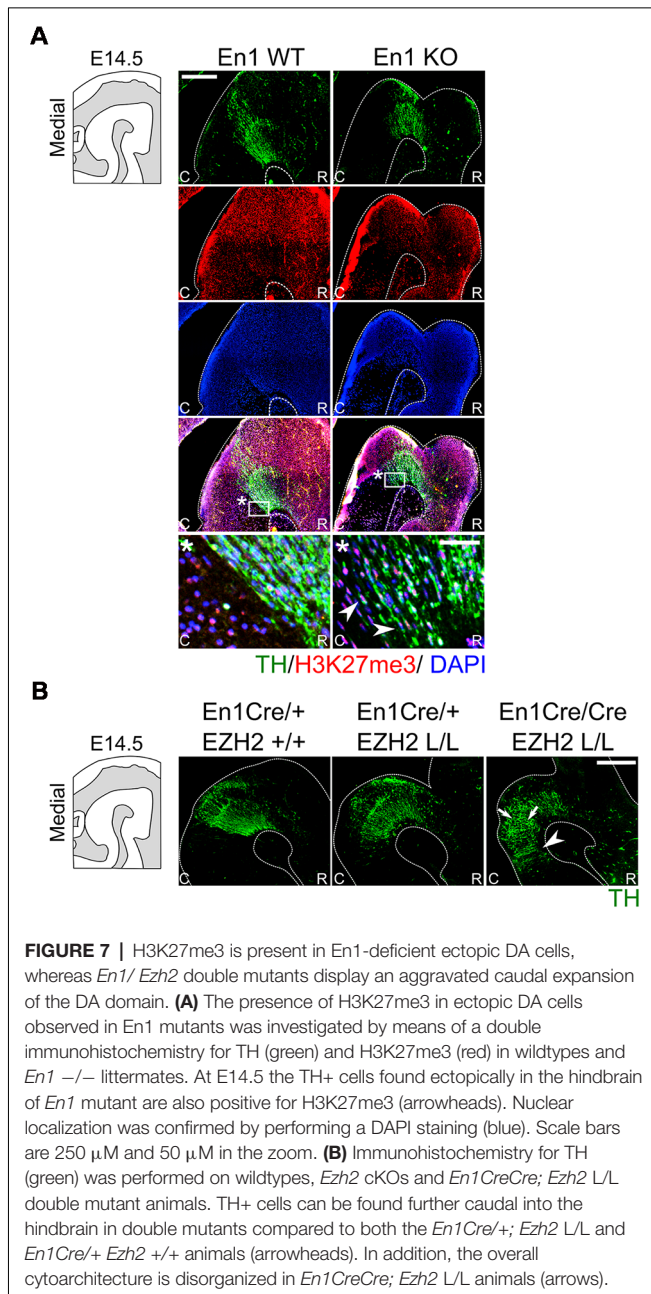 A
E14.5
En1 WT
En1 KO
Medial
C
R
C
R
C
R
C
R
C
R
C
R
*
C
R
*
C
R
*
C
R
*
C
R
TH/H3K27me3/ DAPI
B
E14.5
En1Cre/+
EZH2 +/+
En1Cre/+
EZH2 L/L
En1Cre/Cre
EZH2 L/L
Medial
C
R
C
R
C
R
TH
FIGURE 7 | H3K27me3 is present in En1-deficient ectopic DA cells,
whereas En1/ Ezh2 double mutants display an aggravated caudal expansion
of the DA domain. (A) The presence of H3K27me3 in ectopic DA cells
observed in En1 mutants was investigated by means of a double
immunohistochemistry for TH (green) and H3K27me3 (red) in wildtypes and
En1 −/− littermates. At E14.5 the TH+ cells found ectopically in the hindbrain
of En1 mutant are also positive for H3K27me3 (arrowheads). Nuclear
localization was confirmed by performing a DAPI staining (blue). Scale bars
are 250 μM and 50 μM in the zoom. (B) Immunohistochemistry for TH
(green) was performed on wildtypes, Ezh2 cKOs and En1CreCre; Ezh2 L/L
double mutant animals. TH+ cells can be found further caudal into the
hindbrain in double mutants compared to both the En1Cre/+; Ezh2 L/L and
En1Cre/+ Ezh2 +/+ animals (arrowheads). In addition, the overall
cytoarchitecture is disorganized in En1CreCre; Ezh2 L/L animals (arrows).